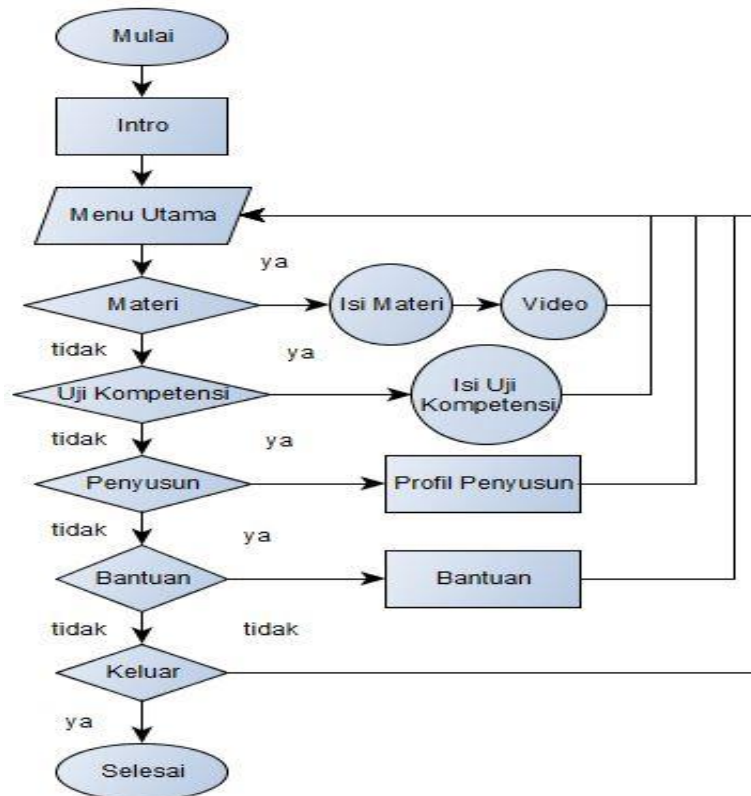 Mulai
Intro
Menu Utama
ya
Materi
Isi Materi
Video
tidak
ya
Uji Kompetensi
Isi Uji
Kompetensi
tidak
ya
Penyusun
Profil Penyusun
tidak
ya
Bantuan
Bantuan
tidak
tidak
Keluar
ya
Selesai